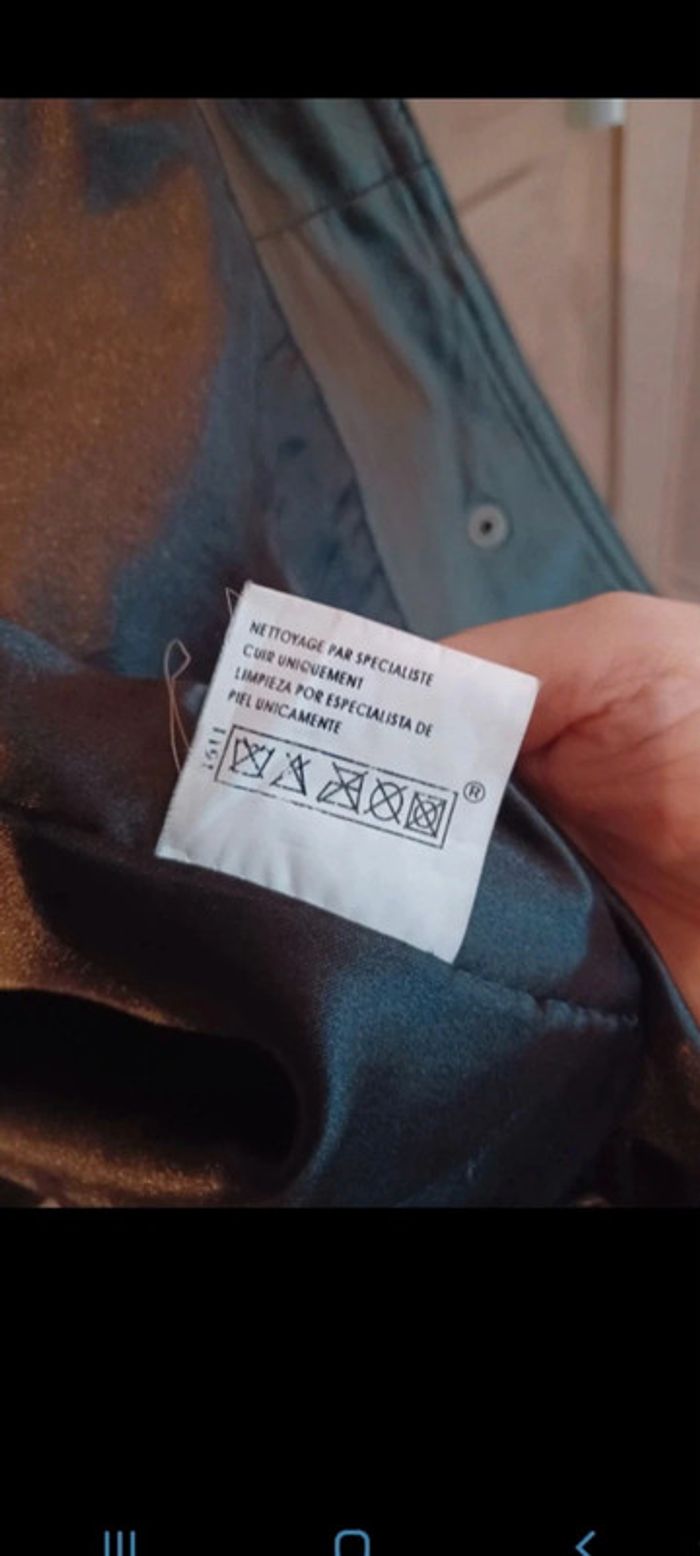 NETTOYAGE PAR SPECIALISTE
CUIR UNIQUEMENT
LIMPIEZA POR ESPECIALISTA DE
PIEL UNICAMENTE
®